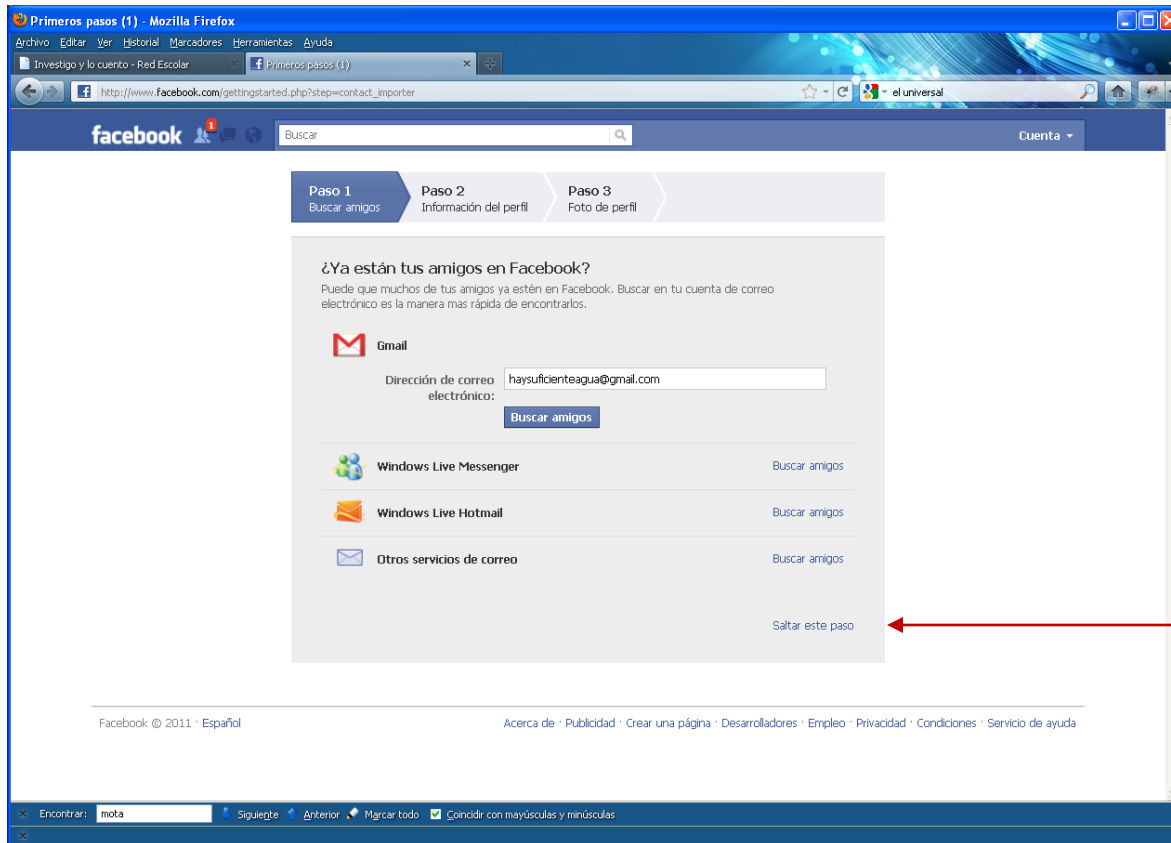 Primeros pasos (1) - Mozilla Firefox
Archivo Editar Ver Historial Marcadores Herramientas Ayuda
Investigo y lo cuento - Red Escolar
Primeros pasos (1)
http://www.facebook.com/gettingstarted.php?step=contact_importer
el universal
facebook 1 Buscar Cuenta
Paso 1 Paso 2 Paso 3
Buscar amigos Información del perfil Foto de perfil
¿Ya están tus amigos en Facebook?
Puede que muchos de tus amigos ya estén en Facebook. Buscar en tu cuenta de correo
electrónico es la manera mas rápida de encontrarlos.
Gmail
Dirección de correo haysuficienteagua@gmail.com
electrónico:
Buscar amigos
Windows Live Messenger Buscar amigos
Windows Live Hotmail Buscar amigos
Otros servicios de correo Buscar amigos
Saltar este paso
Facebook © 2011 · Español Acerca de · Publicidad · Crear una página · Desarrolladores · Empleo · Privacidad · Condiciones · Servicio de ayuda
Encontrar: mota Siguiente Anterior Marcar todo Coincidir con mayúsculas y minúsculas